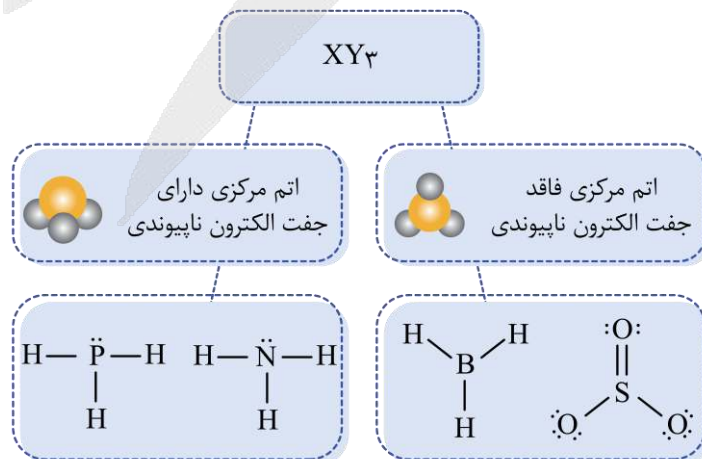 XY۳
اتم مرکزی دارای
جفت الکترون ناپیوندی
اتم مرکزی فاقد
جفت الکترون ناپیوندی
H—P̈—H
H
H—N̈—H
H
H
H
B
H
:O:
S
:Ö
Ö: